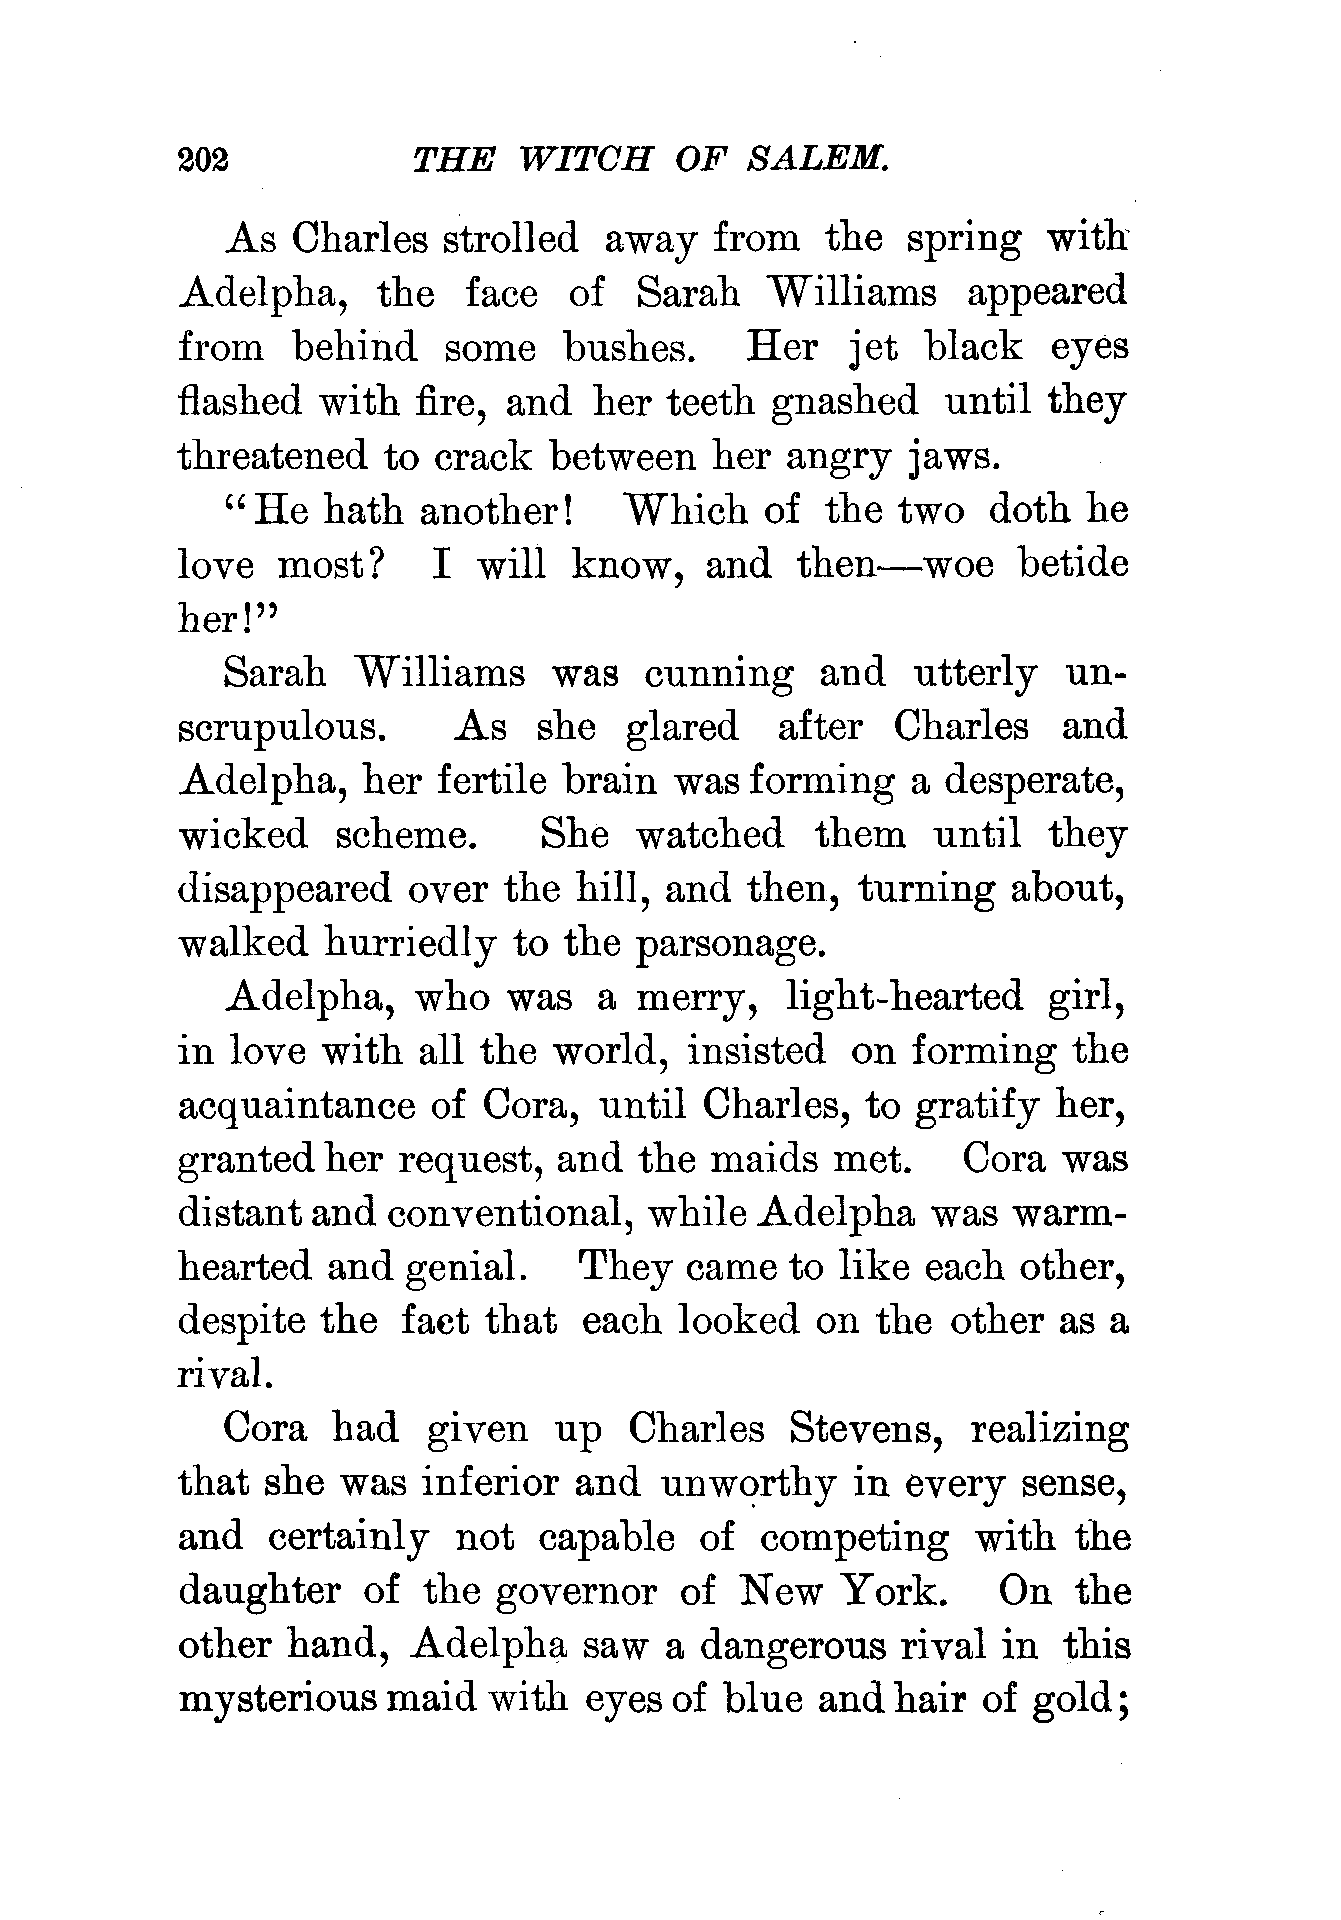 202 THE WITCH OF SALEM.
As Charles strolled away from the spring with
Adelpha, the face of Sarah Williams appeared
from behind some bushes. Her jet black eyes
flashed with fire, and her teeth gnashed until they
threatened to crack between her angry jaws.
“He hath another! Which of the two doth he
love most? I will know, and then—woe betide
her!”
Sarah Williams was cunning and utterly un-
scrupulous. As she glared after Charles and
Adelpha, her fertile brain was forming a desperate,
wicked scheme. She watched them until they
disappeared over the hill, and then, turning about,
walked hurriedly to the parsonage.
Adelpha, who was a merry, light-hearted girl,
in love with all the world, insisted on forming the
acquaintance of Cora, until Charles, to gratify her,
granted her request, and the maids met. Cora was
distant and conventional, while Adelpha was warm-
hearted and genial. They came to like each other,
despite the fact that each looked on the other as a
rival.
Cora had given up Charles Stevens, realizing
that she was inferior and unworthy in every sense,
and certainly not capable of competing with the
daughter of the governor of New York. On the
other hand, Adelpha saw a dangerous rival in this
mysterious maid with eyes of blue and hair of gold;